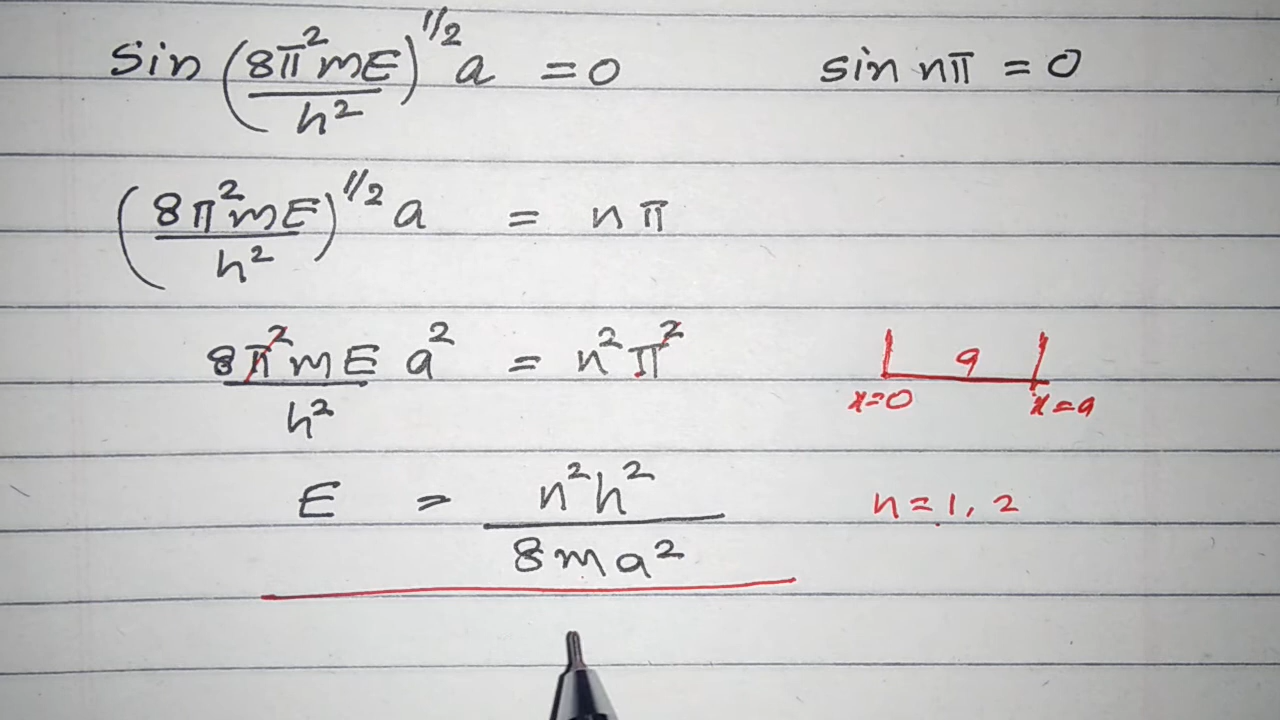 Sin (8π²mE/h²)^1/2 a = 0 sin nπ = 0
(8π²mE/h²)^1/2 a = nπ
8π²mE/h² a² = n²π² a
x=0 x=a
E = n²h²/8ma² n=1, 2